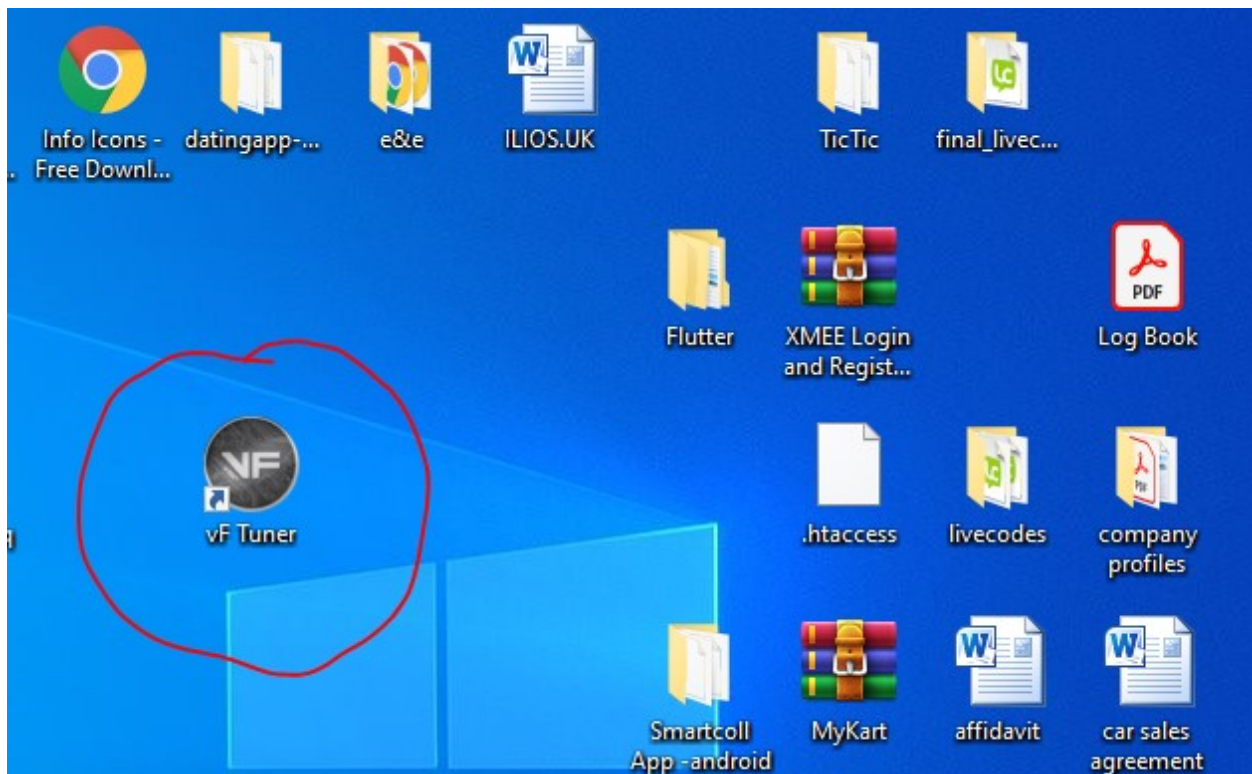 Info Icons -
Free Downl...
datingapp-...
e&e
ILIOS.UK
TicTic
final_livec...
Flutter
XMEE Login
and Regist...
PDF
Log Book
VF
vF Tuner
.htaccess
livecodes
company
profiles
Smartcoll
App -android
MyKart
affidavit
car sales
agreement